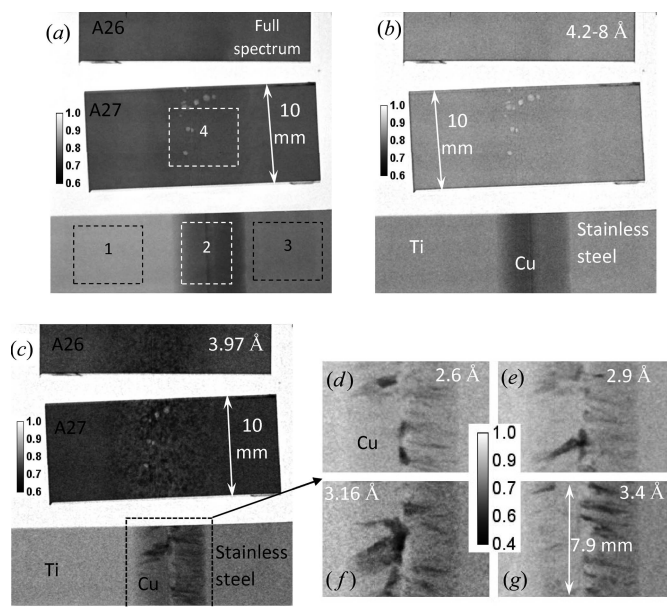 (a)
A26
Full
spectrum
A27
1.0
0.9
0.8
0.7
0.6
4
10
mm
1
2
3
(b)
4.2-8 Å
1.0
0.9
0.8
0.7
0.6
10
mm
Ti
Cu
Stainless
steel
(c)
A26
3.97 Å
A27
1.0
0.9
0.8
0.7
0.6
10
mm
Ti
Cu
Stainless
steel
(d)
2.6 Å
Cu
(e)
2.9 Å
3.16 Å
(f)
1.0
0.9
0.8
0.7
0.6
0.5
0.4
3.4 Å
7.9 mm
(g)